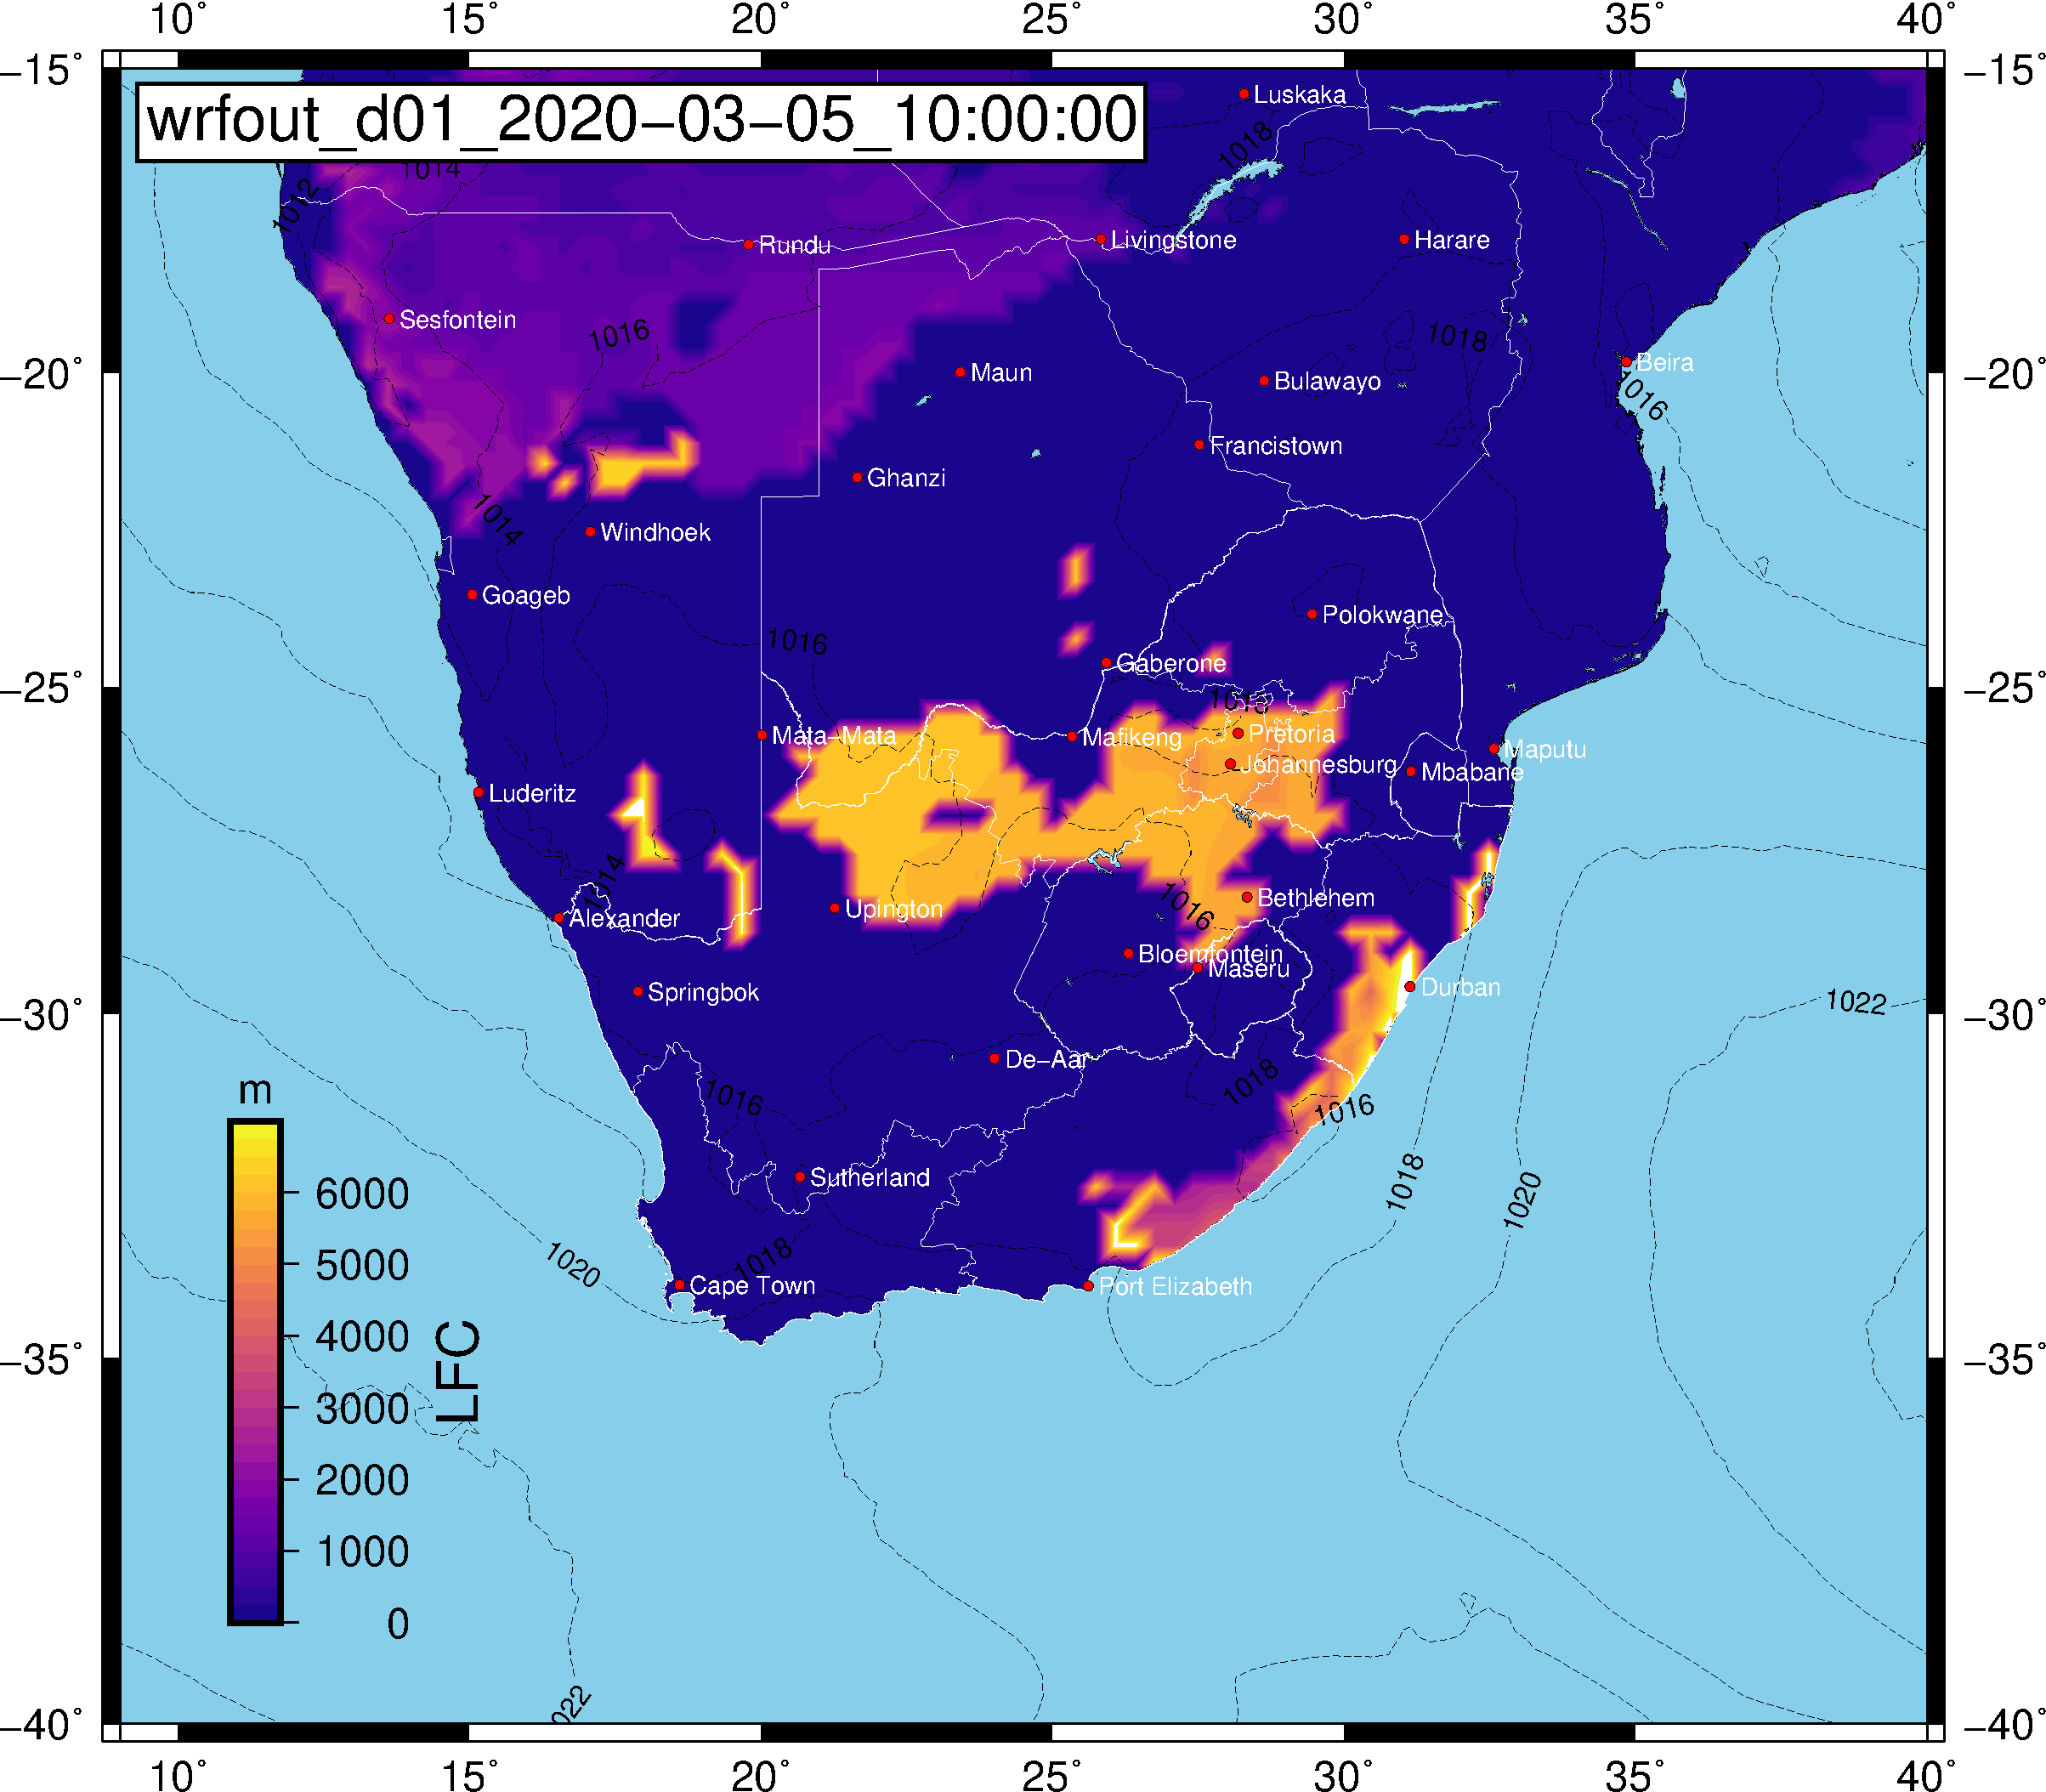 10° 15° 20° 25° 30° 35° 40°
−15° −15°
wrfout_d01_2020−03−05_10:00:00
Luskaka
1018
1014
1012
Rundu
Livingstone
Harare
Sesfontein
1016
1018
−20° −20°
Maun
Bulawayo
Beira
1016
Francistown
Ghanzi
1014
Windhoek
Goageb
Polokwane
1016
Gaberone
−25° −25°
Mata−Mata
Mafikeng
Pretoria
Maputu
Johannesburg
Mbabane
Luderitz
1014
Alexander
Upington
1016
Bethlehem
Bloemfontein
Maseru
Springbok
Durban
1022
−30° −30°
De−Aar
1018
1016
1016
m
Sutherland
1018
1020
6000
1020
1018
Cape Town
Port Elizabeth
5000
4000
−35° −35°
LFC
3000
2000
1000
0
1022
−40° −40°
10° 15° 20° 25° 30° 35° 40°